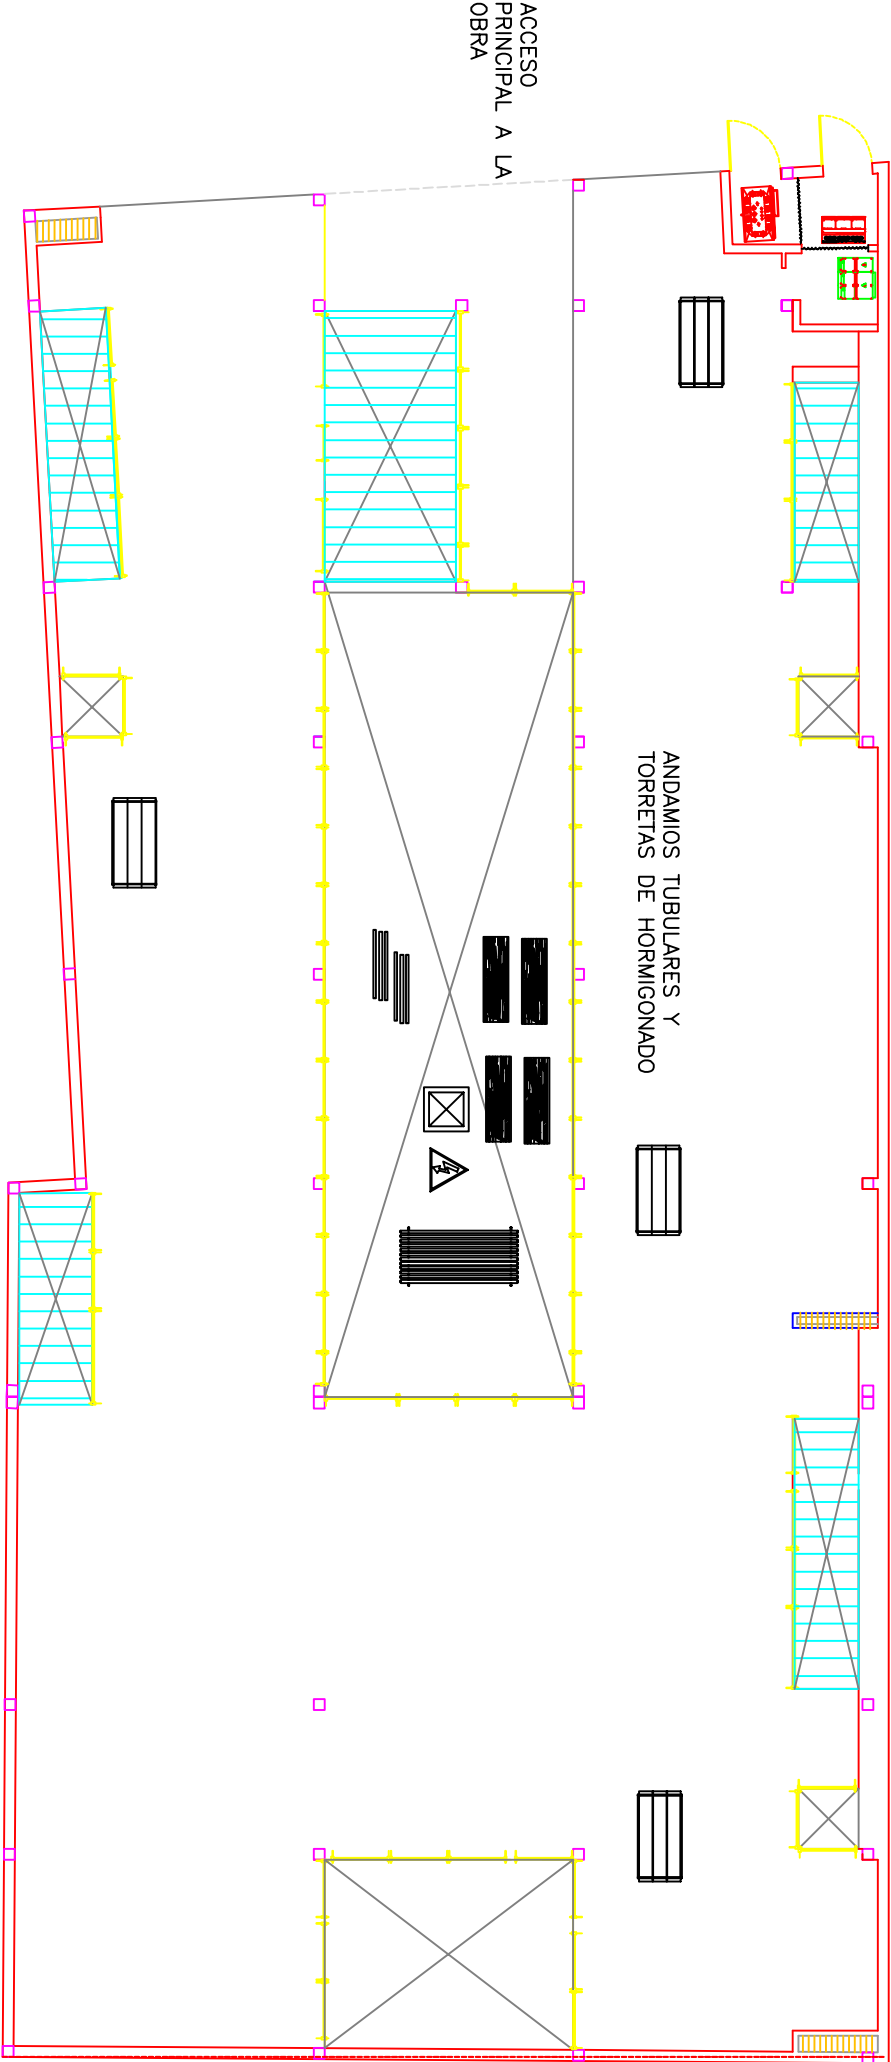 ACCESO
PRINCIPAL A LA
OBRA
ANDAMIOS TUBULARES Y
TORRETAS DE HORMIGONADO